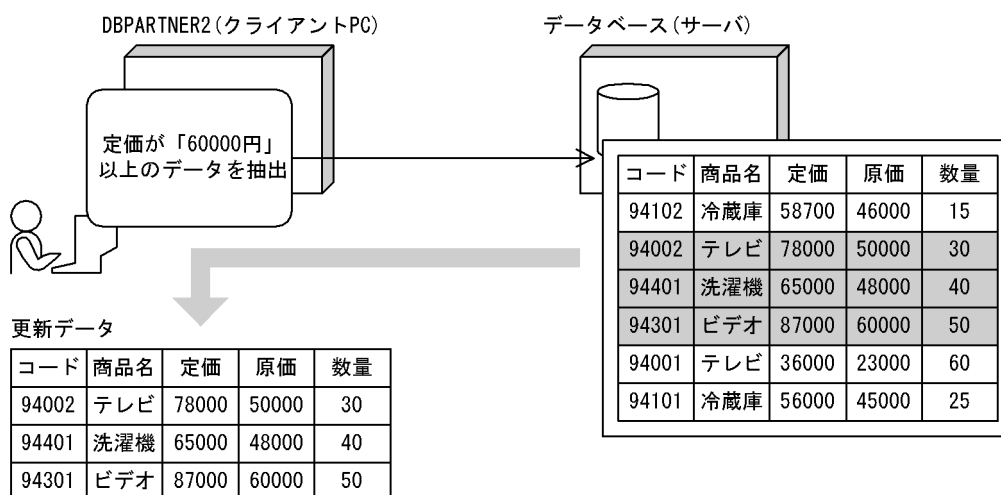 DBPARTNER2(クライアントPC)
データベース(サーバ)
定価が「60000円」
以上のデータを抽出
コード 商品名 定価 原価 数量
94102 冷蔵庫 58700 46000 15
94002 テレビ 78000 50000 30
94401 洗濯機 65000 48000 40
94301 ビデオ 87000 60000 50
94001 テレビ 36000 23000 60
94101 冷蔵庫 56000 45000 25
更新データ
コード 商品名 定価 原価 数量
94002 テレビ 78000 50000 30
94401 洗濯機 65000 48000 40
94301 ビデオ 87000 60000 50